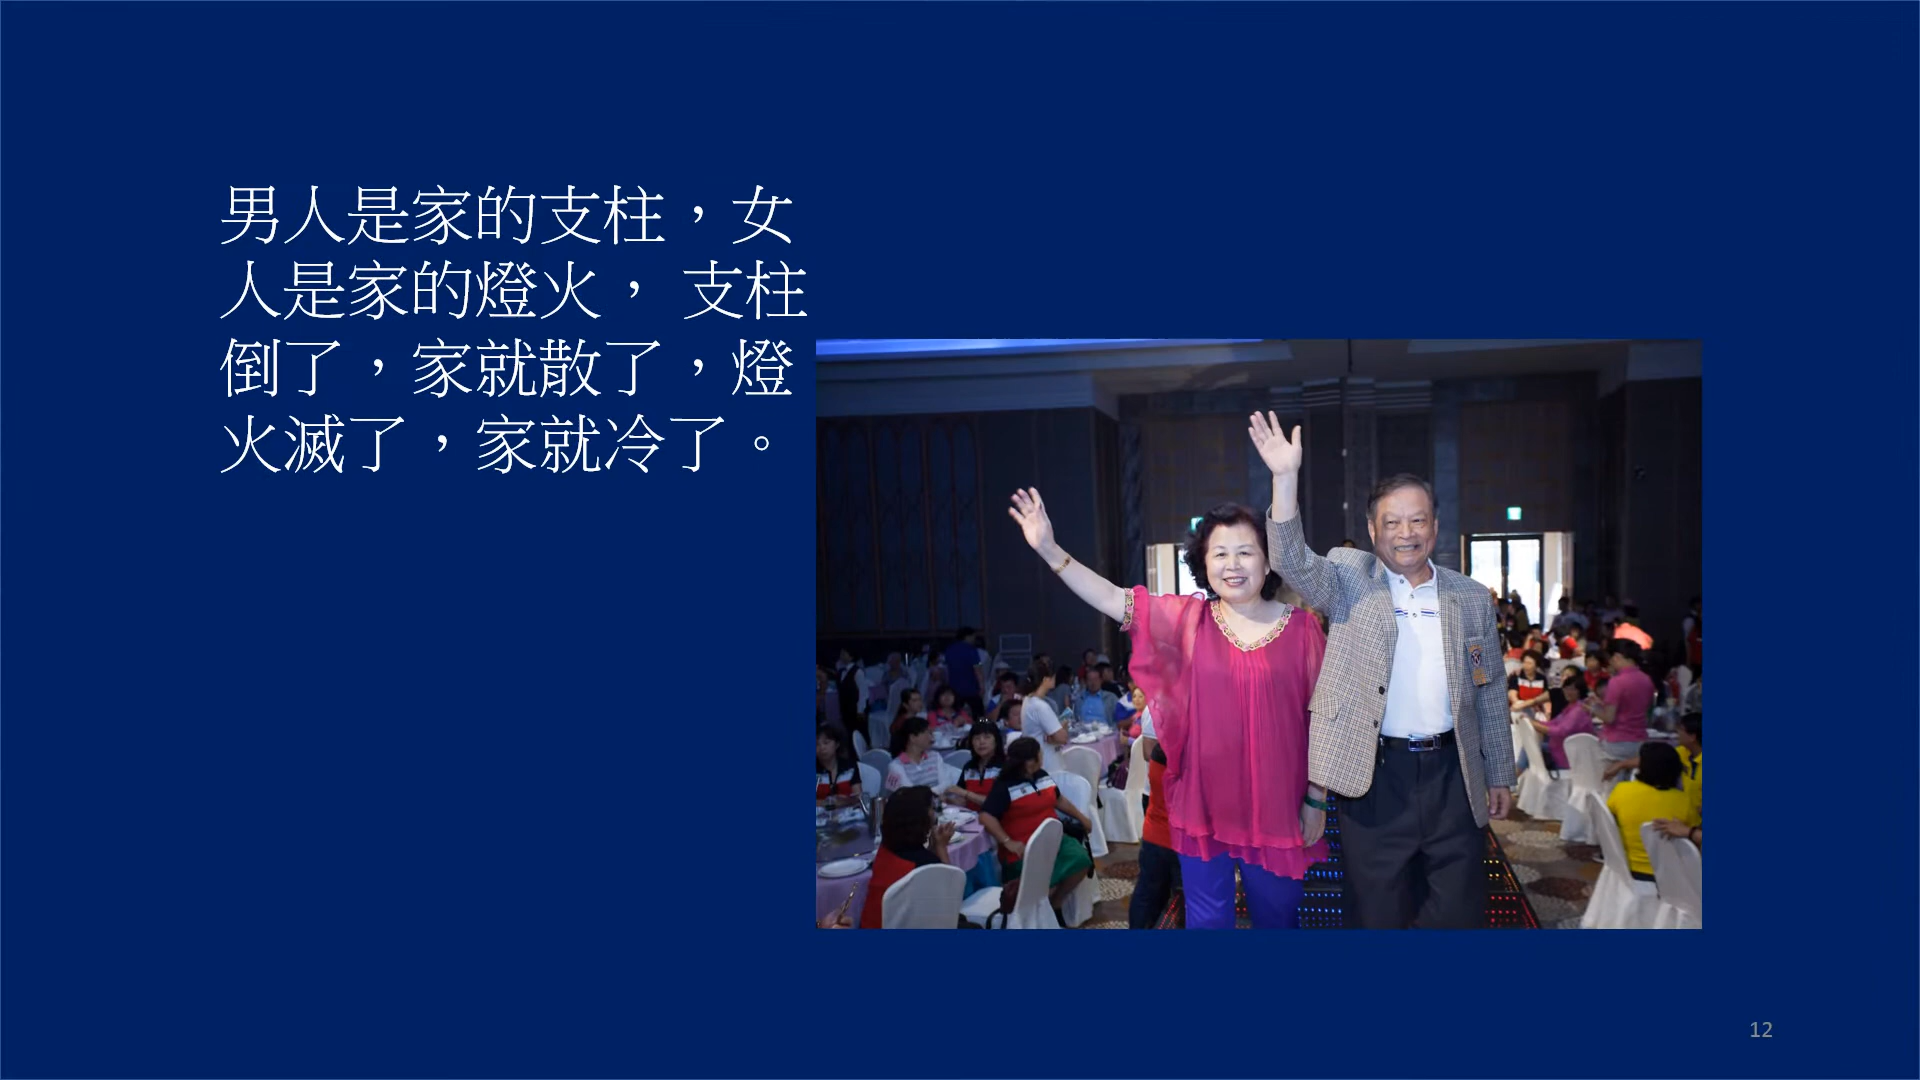 男人是家的支柱，女
人是家的燈火， 支柱
倒了，家就散了，燈
火滅了，家就冷了。
12